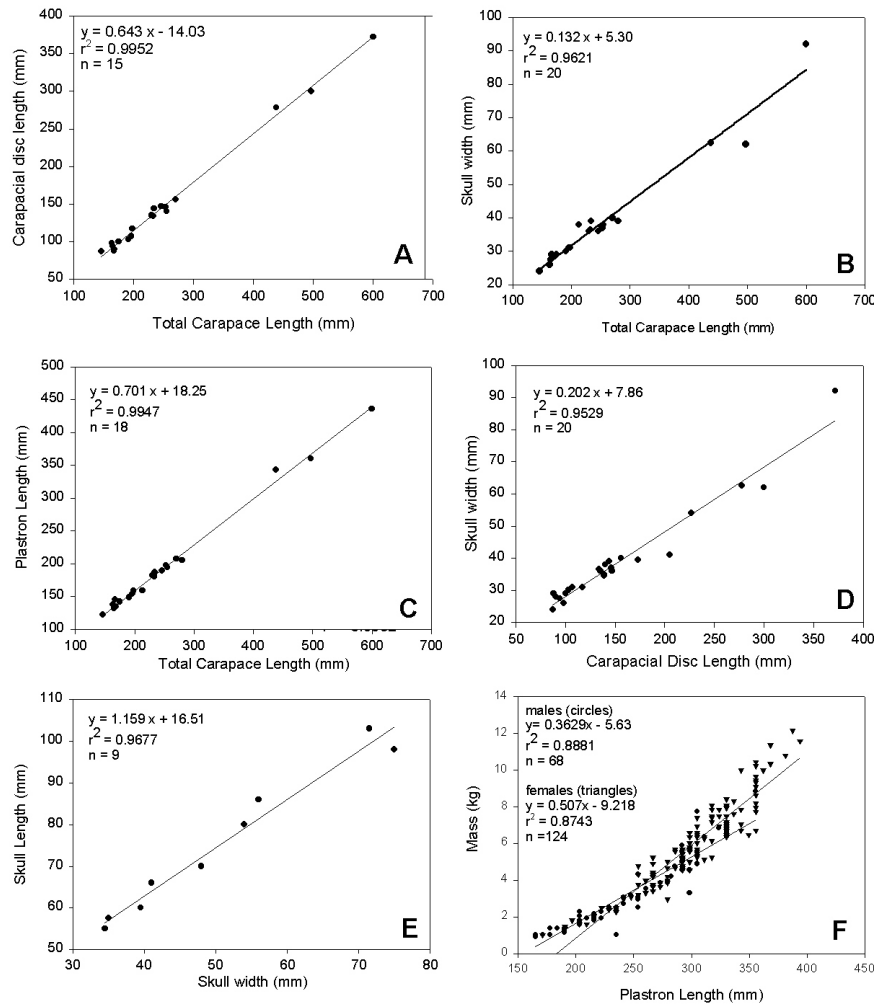 y = 0.643 x - 14.03
r2 = 0.9952
n = 15
400
350
300
250
200
150
100
50
100 200 300 400 500 600 700
Carapacial disc length (mm)
Total Carapace Length (mm)
A
y = 0.132 x + 5.30
r2 = 0.9621
n = 20
100
90
80
70
60
50
40
30
20
100 200 300 400 500 600 700
Skull width (mm)
Total Carapace Length (mm)
B
y = 0.701 x + 18.25
r2 = 0.9947
n = 18
500
450
400
350
300
250
200
150
100
100 200 300 400 500 600 700
Plastron Length (mm)
Total Carapace Length (mm)
C
y = 0.202 x + 7.86
r2 = 0.9529
n = 20
100
90
80
70
60
50
40
30
20
50 100 150 200 250 300 350 400
Skull width (mm)
Carapacial Disc Length (mm)
D
y = 1.159 x + 16.51
r2 = 0.9677
n = 9
110
100
90
80
70
60
50
30 40 50 60 70 80
Skull Length (mm)
Skull width (mm)
E
males (circles)
y= 0.3629x - 5.63
r2 = 0.8881
n = 68
females (triangles)
y = 0.507x - 9.218
r2 = 0.8743
n =124
14
12
10
8
6
4
2
0
150 200 250 300 350 400 450
Mass (kg)
Plastron Length (mm)
F